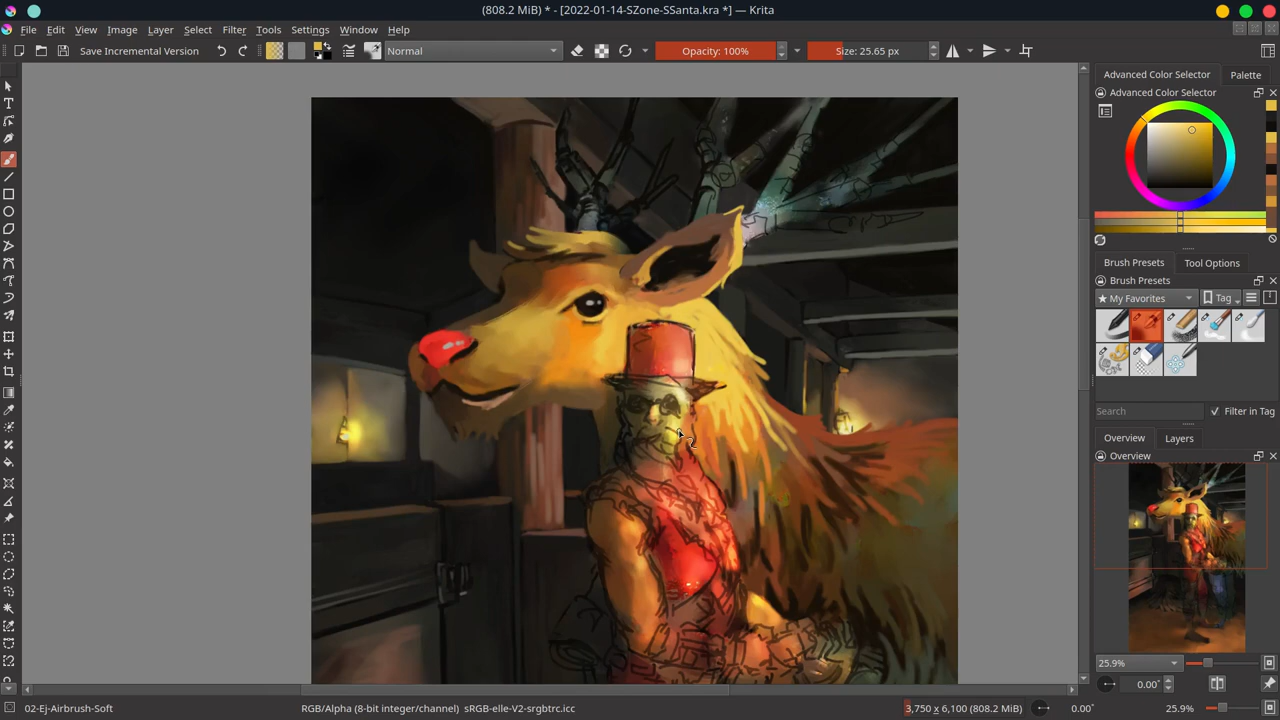 (808.2 MiB) * - [2022-01-14-SZone-SSanta.kra *] — Krita
File Edit View Image Layer Select Filter Tools Settings Window Help
Save Incremental Version Normal Opacity: 100% Size: 25.65 px
Advanced Color Selector Palette
Advanced Color Selector
Brush Presets Tool Options
Brush Presets
★ My Favorites Tag
Search Filter in Tag
Overview Layers
Overview
25.9%
0.00°
02-Ej-Airbrush-Soft RGB/Alpha (8-bit integer/channel) sRGB-elle-V2-srgbtrc.icc 3,750 x 6,100 (808.2 MiB) 0.00° 25.9%